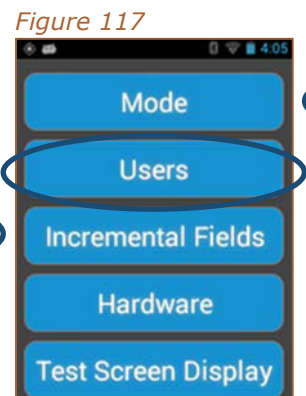 Figure 117
4:05
Mode
Users
Incremental Fields
Hardware
Test Screen Display